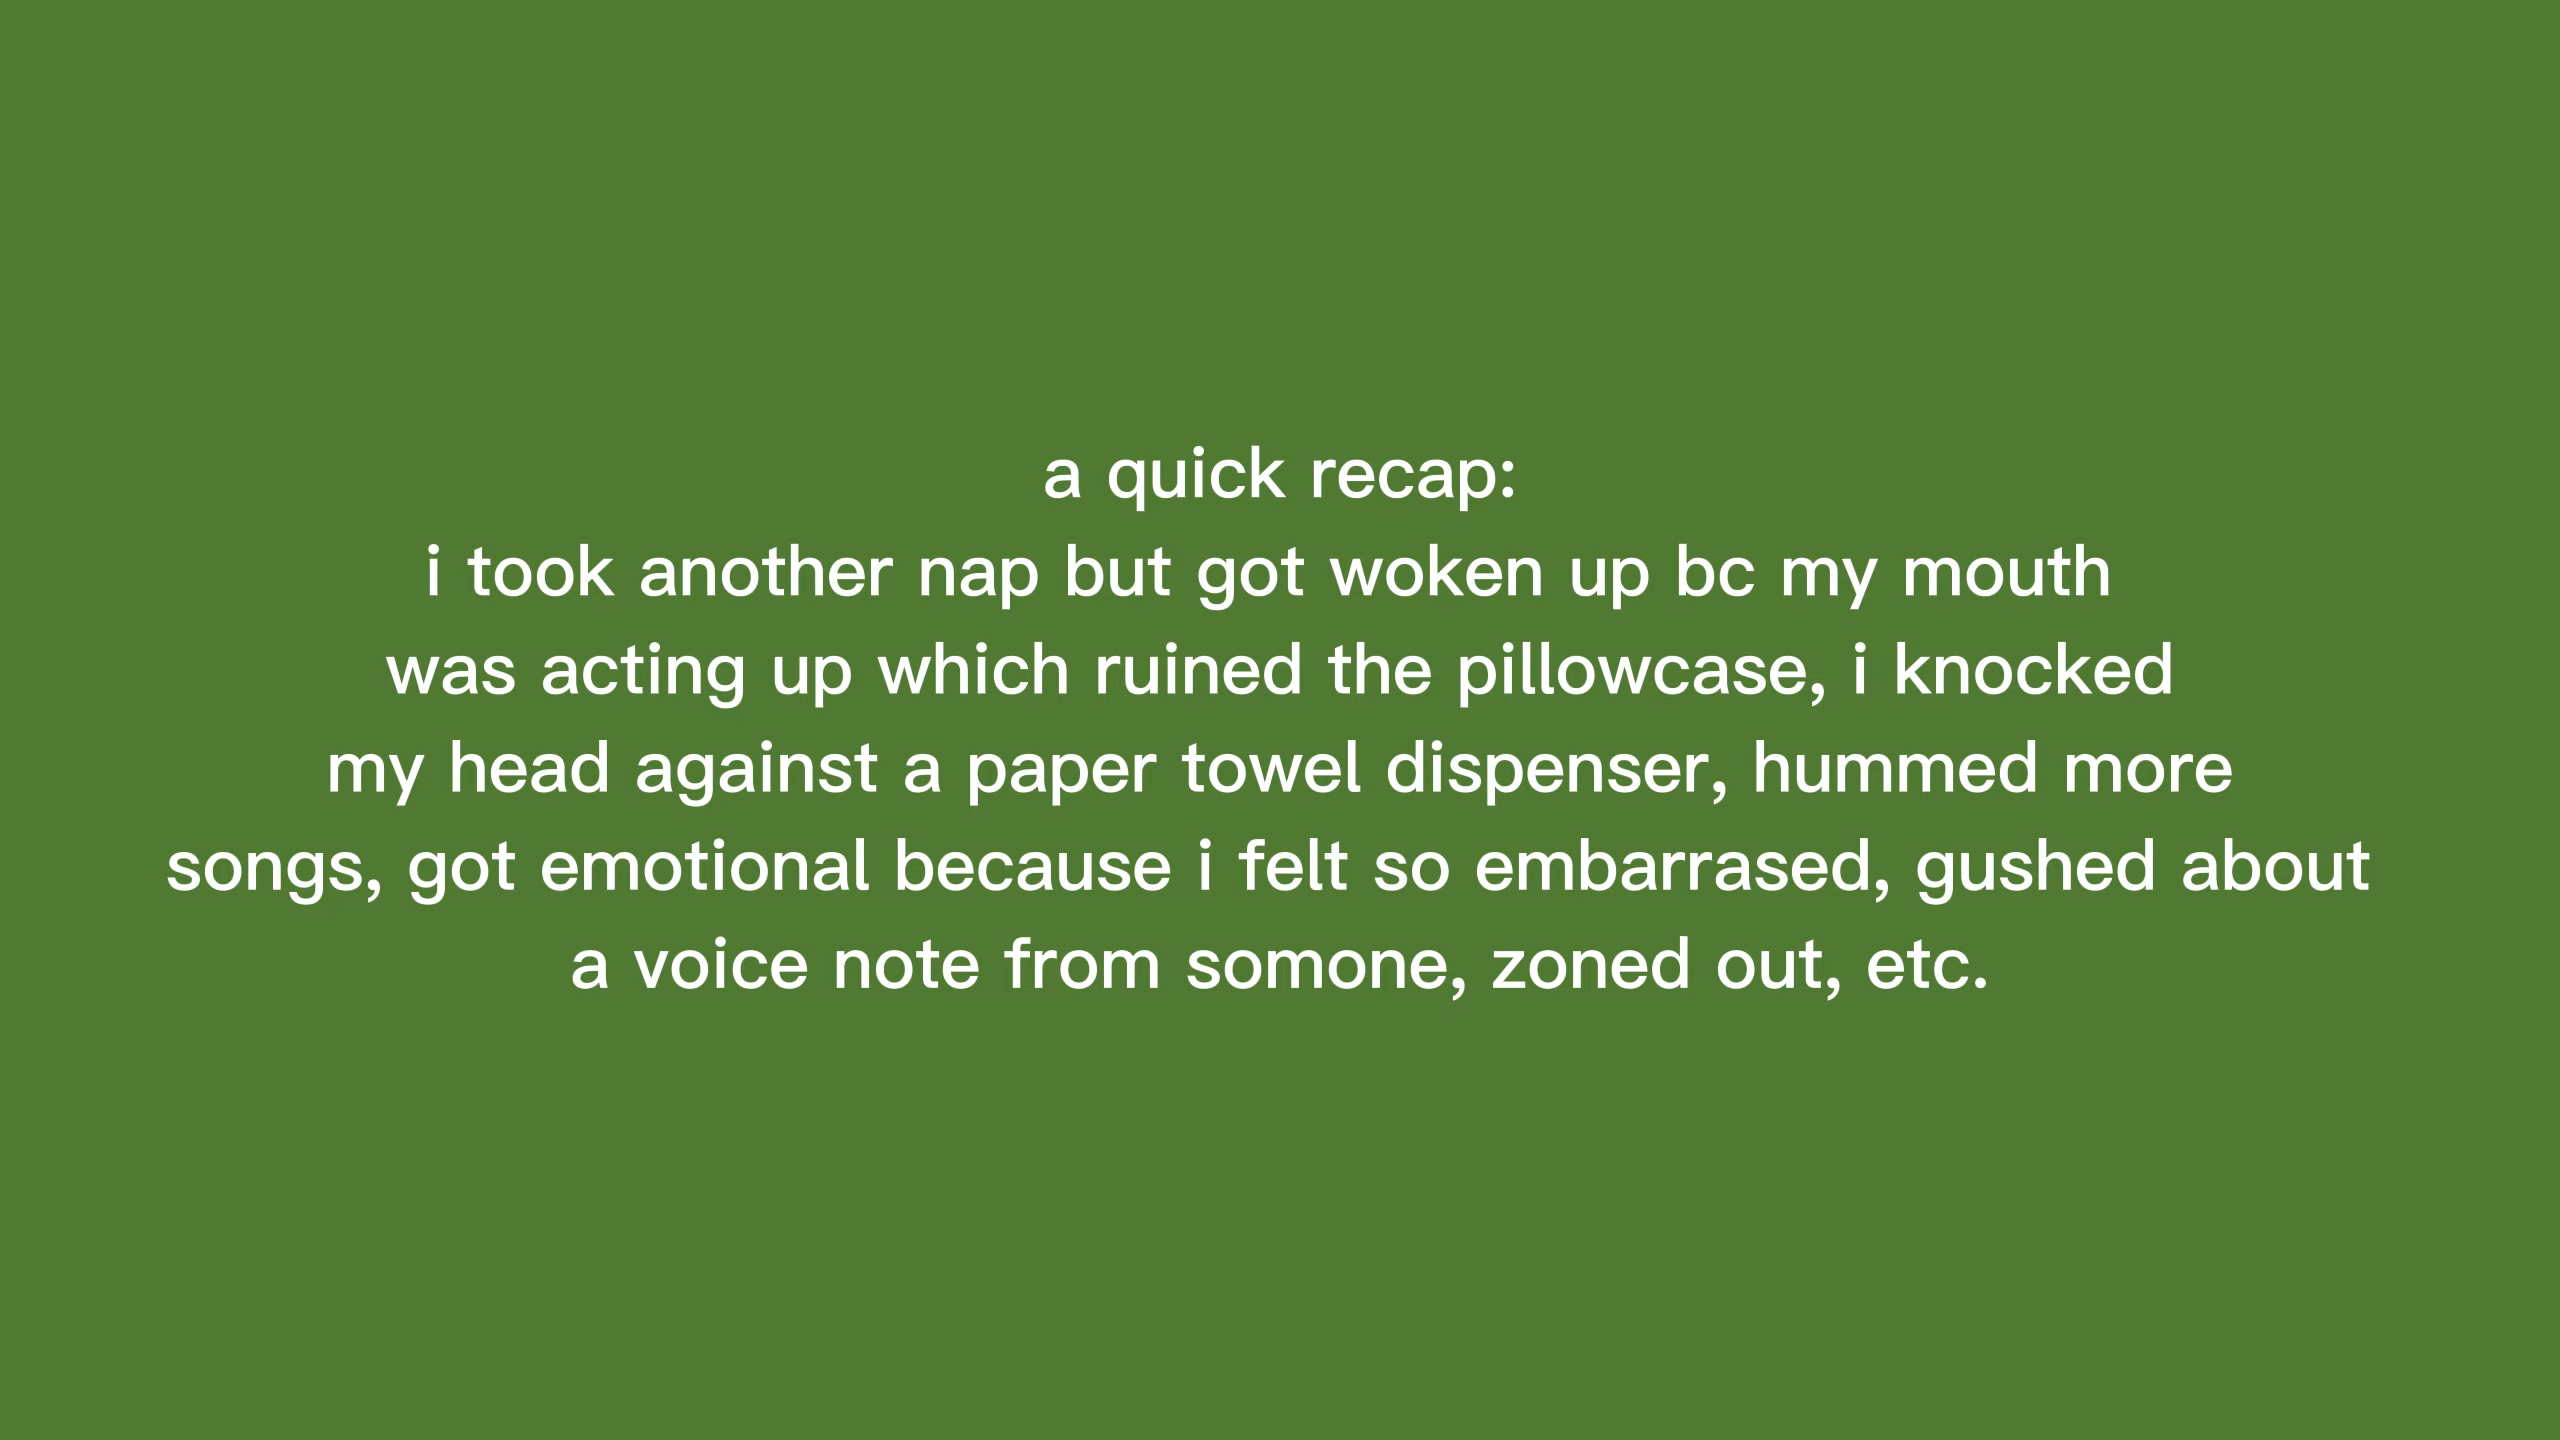 a quick recap:
i took another nap but got woken up bc my mouth
was acting up which ruined the pillowcase, i knocked
my head against a paper towel dispenser, hummed more
songs, got emotional because i felt so embarrased, gushed about
a voice note from somone, zoned out, etc.